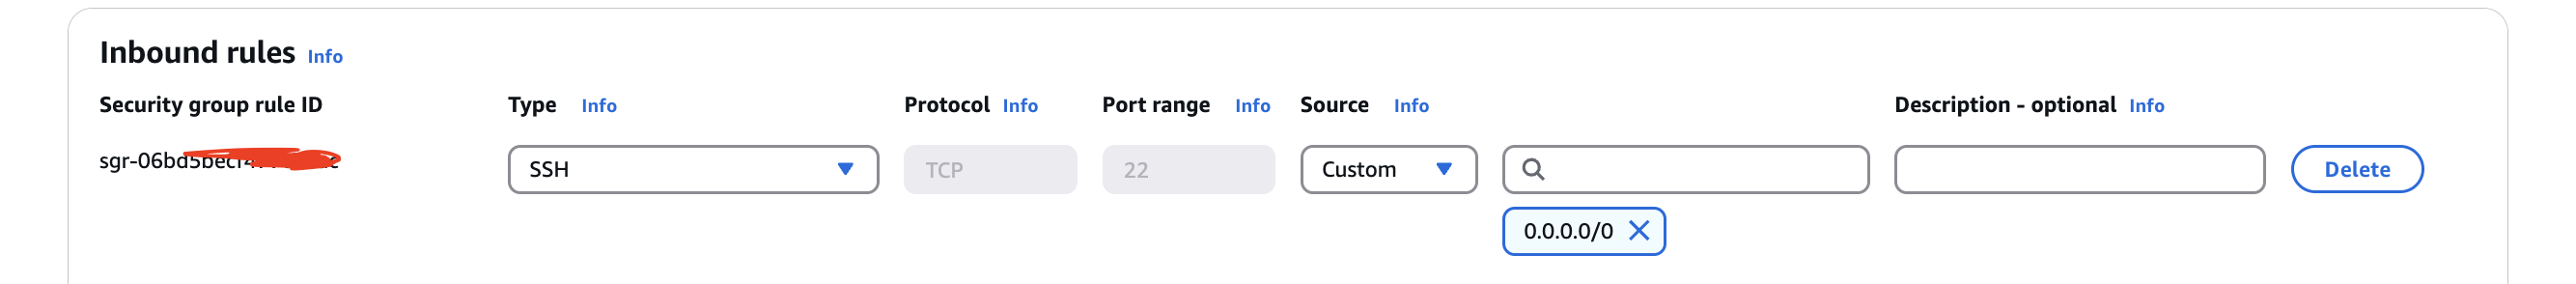 Inbound rules Info
Security group rule ID Type Info Protocol Info Port range Info Source Info Description - optional Info
SSH TCP 22 Custom Delete
0.0.0.0/0